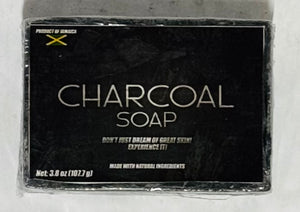 PRODUCT OF JAMAICA
CHARCOAL
SOAP
DON'T JUST DREAM OF GREAT SKIN!
EXPERIENCE IT!
MADE WITH NATURAL INGREDIENTS
Net: 3.8 oz (107.7 g)